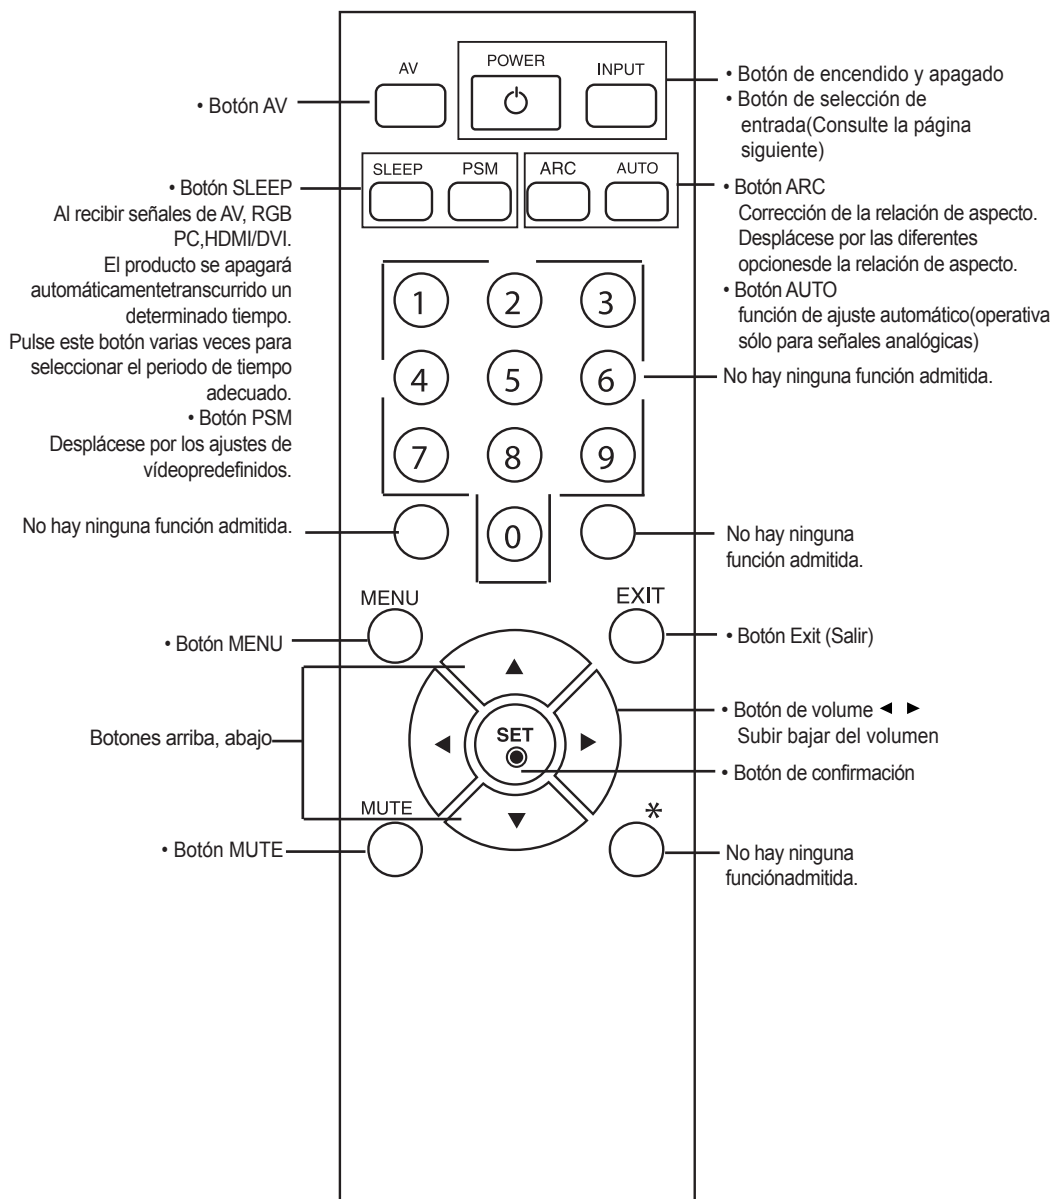 AV
POWER
INPUT
• Botón AV
• Botón de encendido y apagado
• Botón de selección de
entrada(Consulte la página
siguiente)
SLEEP
PSM
ARC
AUTO
• Botón SLEEP
Al recibir señales de AV, RGB
PC,HDMI/DVI.
El producto se apagará
automáticamentetranscurrido un
determinado tiempo.
Pulse este botón varias veces para
seleccionar el periodo de tiempo
adecuado.
• Botón PSM
Desplácese por los ajustes de
vídeopredefinidos.
• Botón ARC
Corrección de la relación de aspecto.
Desplácese por las diferentes
opcionesde la relación de aspecto.
• Botón AUTO
función de ajuste automático(operativa
sólo para señales analógicas)
1
2
3
4
5
6
No hay ninguna función admitida.
7
8
9
No hay ninguna función admitida.
0
No hay ninguna
función admitida.
MENU
EXIT
• Botón MENU
• Botón Exit (Salir)
▲
• Botón de volume ◄ ►
Subir bajar del volumen
Botones arriba, abajo
◄
SET
►
• Botón de confirmación
MUTE
▼
*
• Botón MUTE
No hay ninguna
funciónadmitida.